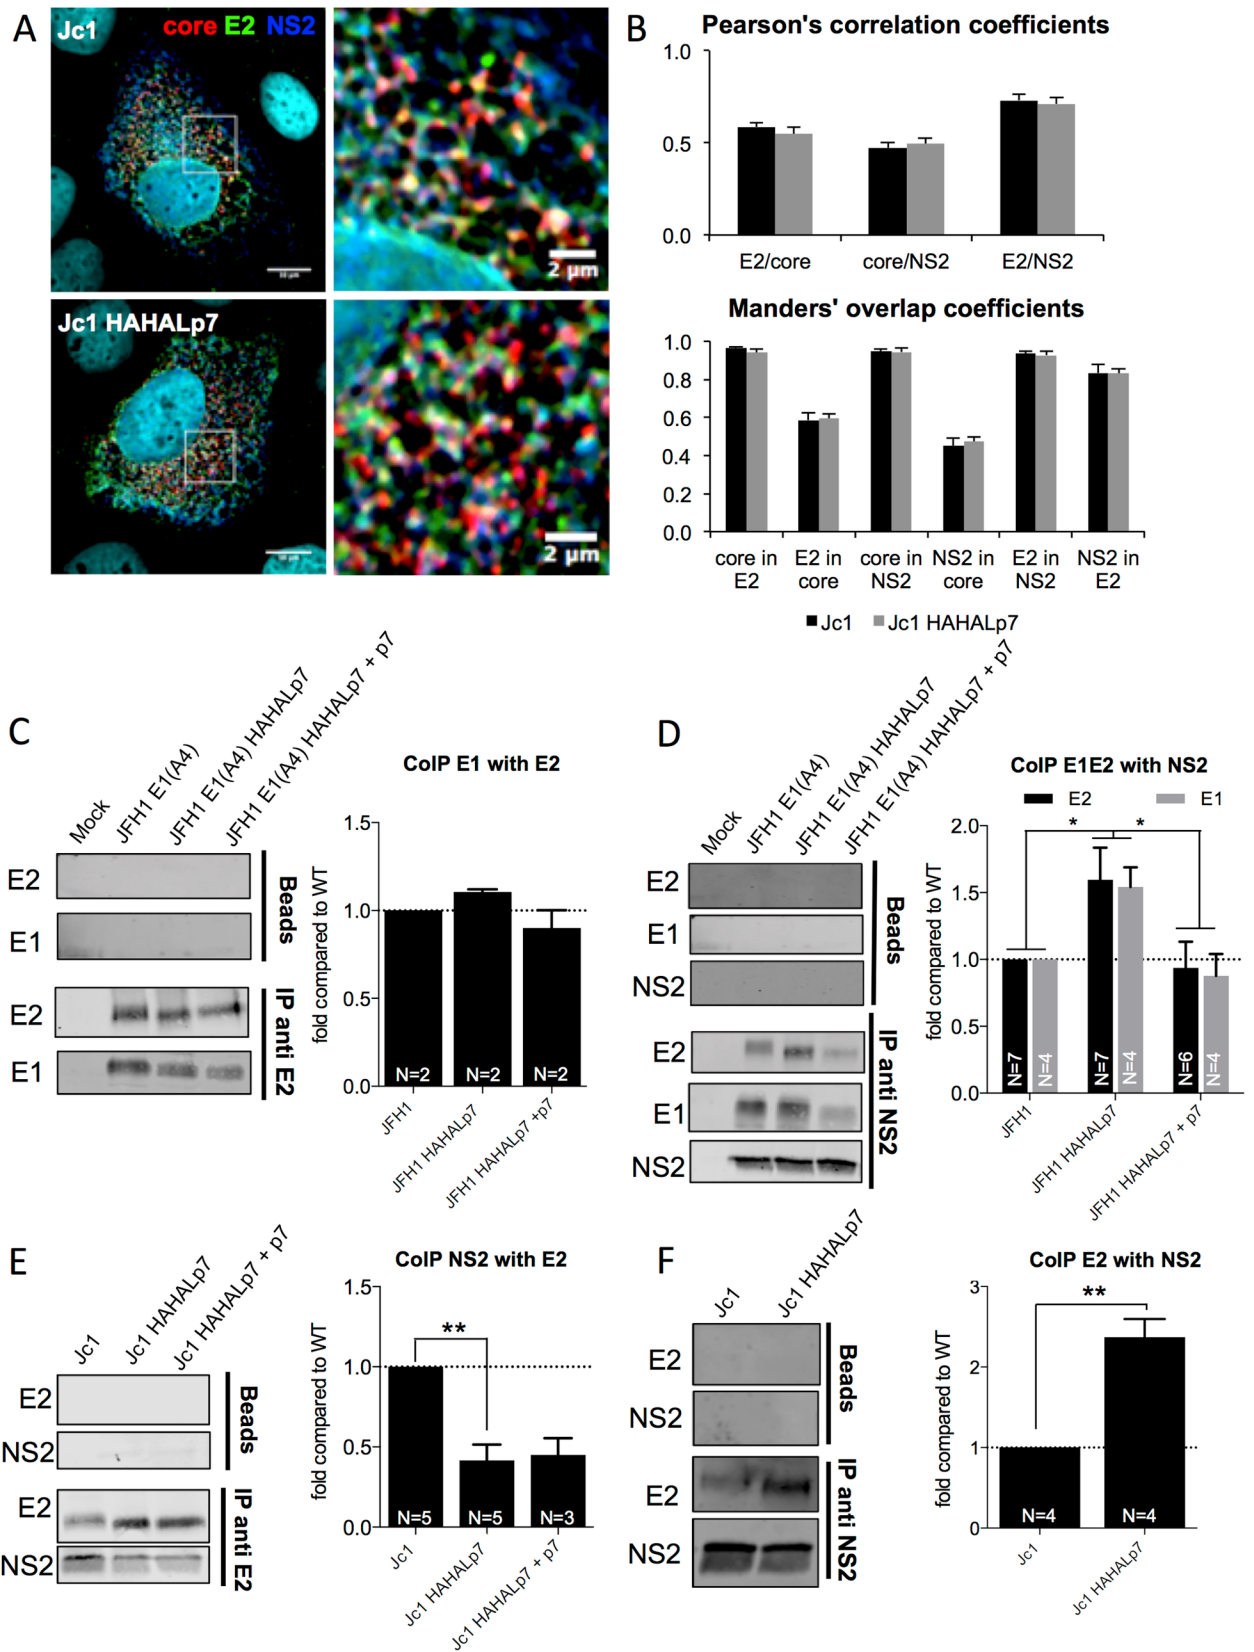 A
Jc1
core E2 NS2
2 µm
Jc1 HAHALp7
2 µm
B
Pearson's correlation coefficients
1.0
0.5
0.0
E2/core
core/NS2
E2/NS2
Manders' overlap coefficients
1.0
0.8
0.6
0.4
0.2
0.0
core in E2
E2 in core
core in NS2
NS2 in core
E2 in NS2
NS2 in E2
Jc1
Jc1 HAHALp7
C
Mock
JFH1 E1(A4)
JFH1 E1(A4) HAHALp7
JFH1 E1(A4) HAHALp7 + p7
E2
E1
Beads
E2
E1
IP anti E2
CoIP E1 with E2
fold compared to WT
1.5
1.0
0.5
0.0
N=2
N=2
N=2
JFH1
JFH1 HAHALp7
JFH1 HAHALp7 +p7
D
Mock
JFH1 E1(A4)
JFH1 E1(A4) HAHALp7
JFH1 E1(A4) HAHALp7 + p7
E2
E1
NS2
Beads
E2
E1
NS2
IP anti NS2
CoIP E1E2 with NS2
E2
E1
fold compared to WT
2.0
1.5
1.0
0.5
0.0
*
*
N=7
N=4
N=7
N=4
N=6
N=4
JFH1
JFH1 HAHALp7
JFH1 HAHALp7 + p7
E
Jc1
Jc1 HAHALp7
Jc1 HAHALp7 + p7
E2
NS2
Beads
E2
NS2
IP anti E2
CoIP NS2 with E2
fold compared to WT
1.5
1.0
0.5
0.0
**
N=5
N=5
N=3
Jc1
Jc1 HAHALp7
Jc1 HAHALp7 + p7
F
Jc1
Jc1 HAHALp7
E2
NS2
Beads
E2
NS2
IP anti NS2
CoIP E2 with NS2
fold compared to WT
3
2
1
0
**
N=4
N=4
Jc1
Jc1 HAHALp7